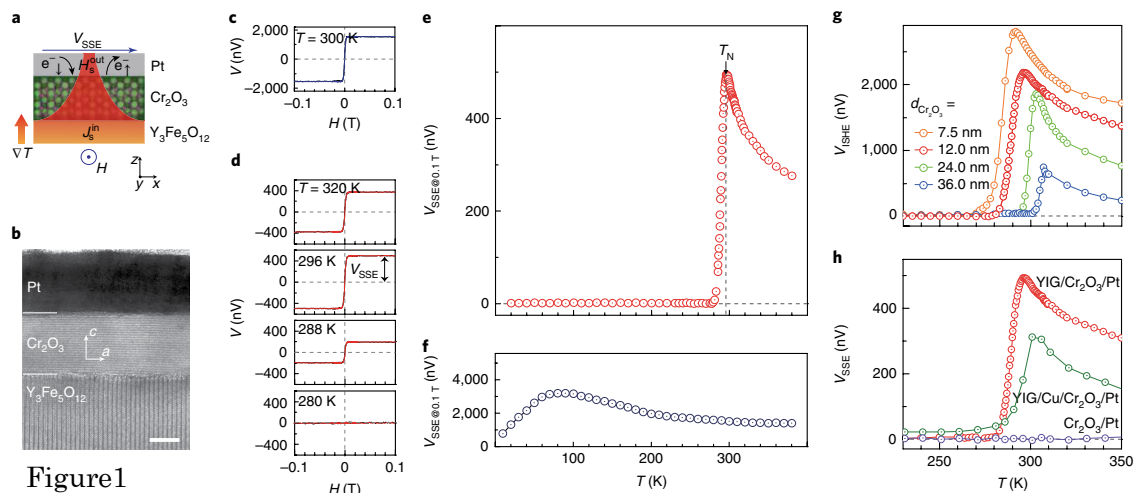 a
V_SSE
e⁻ H_s^out e⁻
Pt
Cr₂O₃
J_s^in
Y₃Fe₅O₁₂
∇T
H
z
y x
b
Pt
Cr₂O₃
c
a
Y₃Fe₅O₁₂
Figure1
c
2,000
0
−2,000
V (nV)
T = 300 K
−0.1 0 0.1
H (T)
d
400
0
−400
T = 320 K
400
0
−400
296 K
V_SSE
400
0
−400
288 K
400
0
−400
280 K
V (nV)
−0.1 0 0.1
H (T)
e
T_N
500
0
V_SSE@0.1 T (nV)
f
4,000
2,000
0
V_SSE@0.1 T (nV)
100 200 300
T (K)
g
2,000
1,000
0
V_ISHE (nV)
d_Cr₂O₃ =
7.5 nm
12.0 nm
24.0 nm
36.0 nm
h
500
0
V_SSE (nV)
YIG/Cr₂O₃/Pt
YIG/Cu/Cr₂O₃/Pt
Cr₂O₃/Pt
250 300 350
T (K)